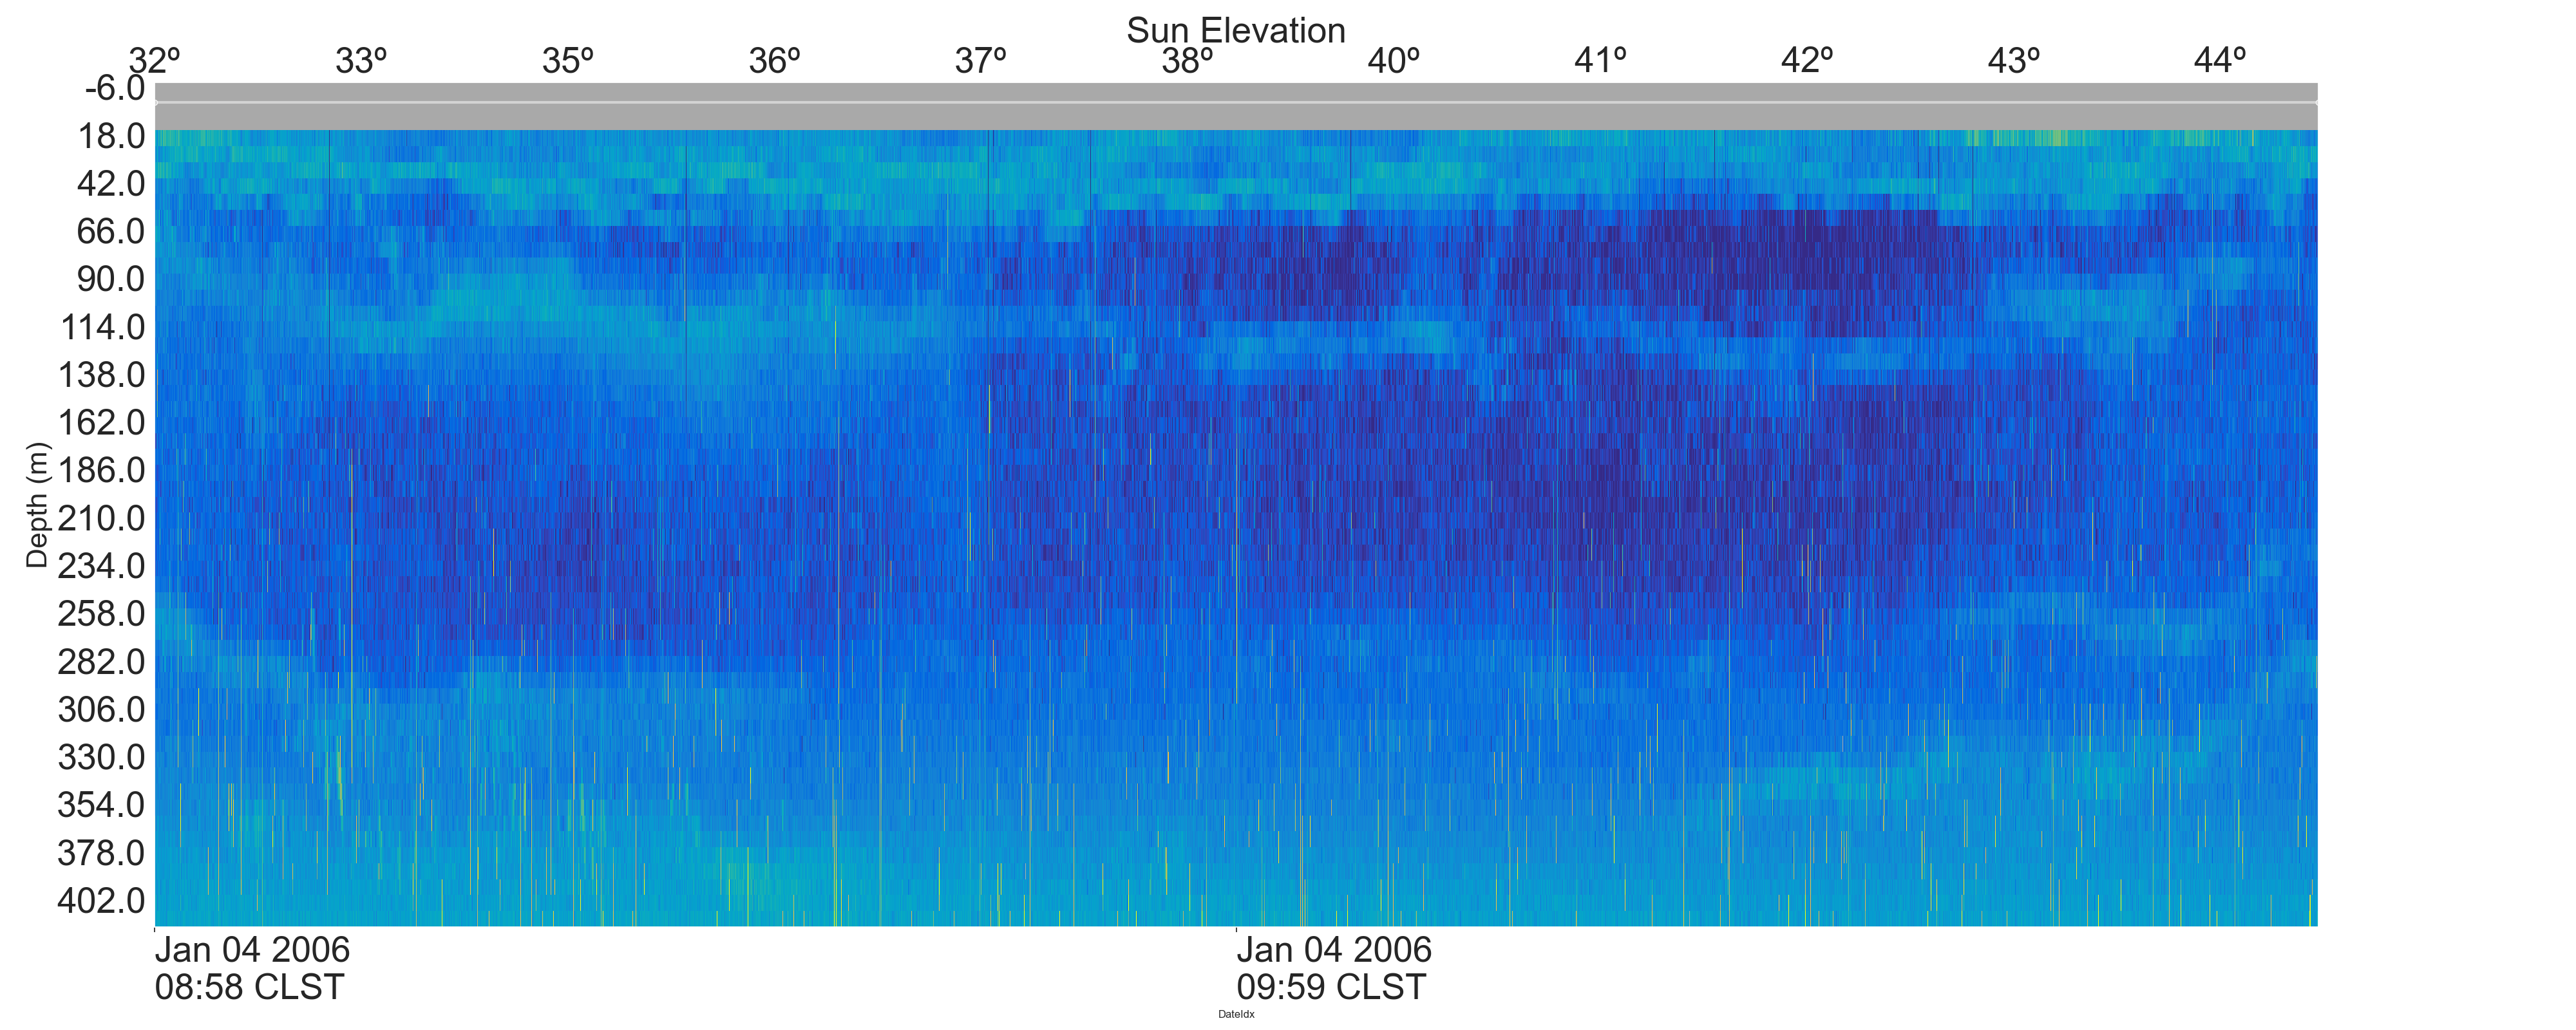 Sun Elevation
32º 33º 35º 36º 37º 38º 40º 41º 42º 43º 44º
-6.0
18.0
42.0
66.0
90.0
114.0
138.0
162.0
186.0
210.0
234.0
258.0
282.0
306.0
330.0
354.0
378.0
402.0
Depth (m)
Jan 04 2006
08:58 CLST
Jan 04 2006
09:59 CLST
DateIdx